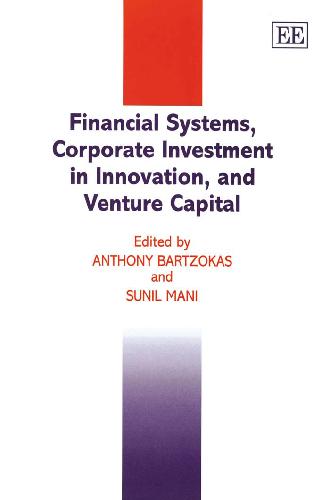 EE
Financial Systems,
Corporate Investment
in Innovation, and
Venture Capital
Edited by
ANTHONY BARTZOKAS
and
SUNIL MANI